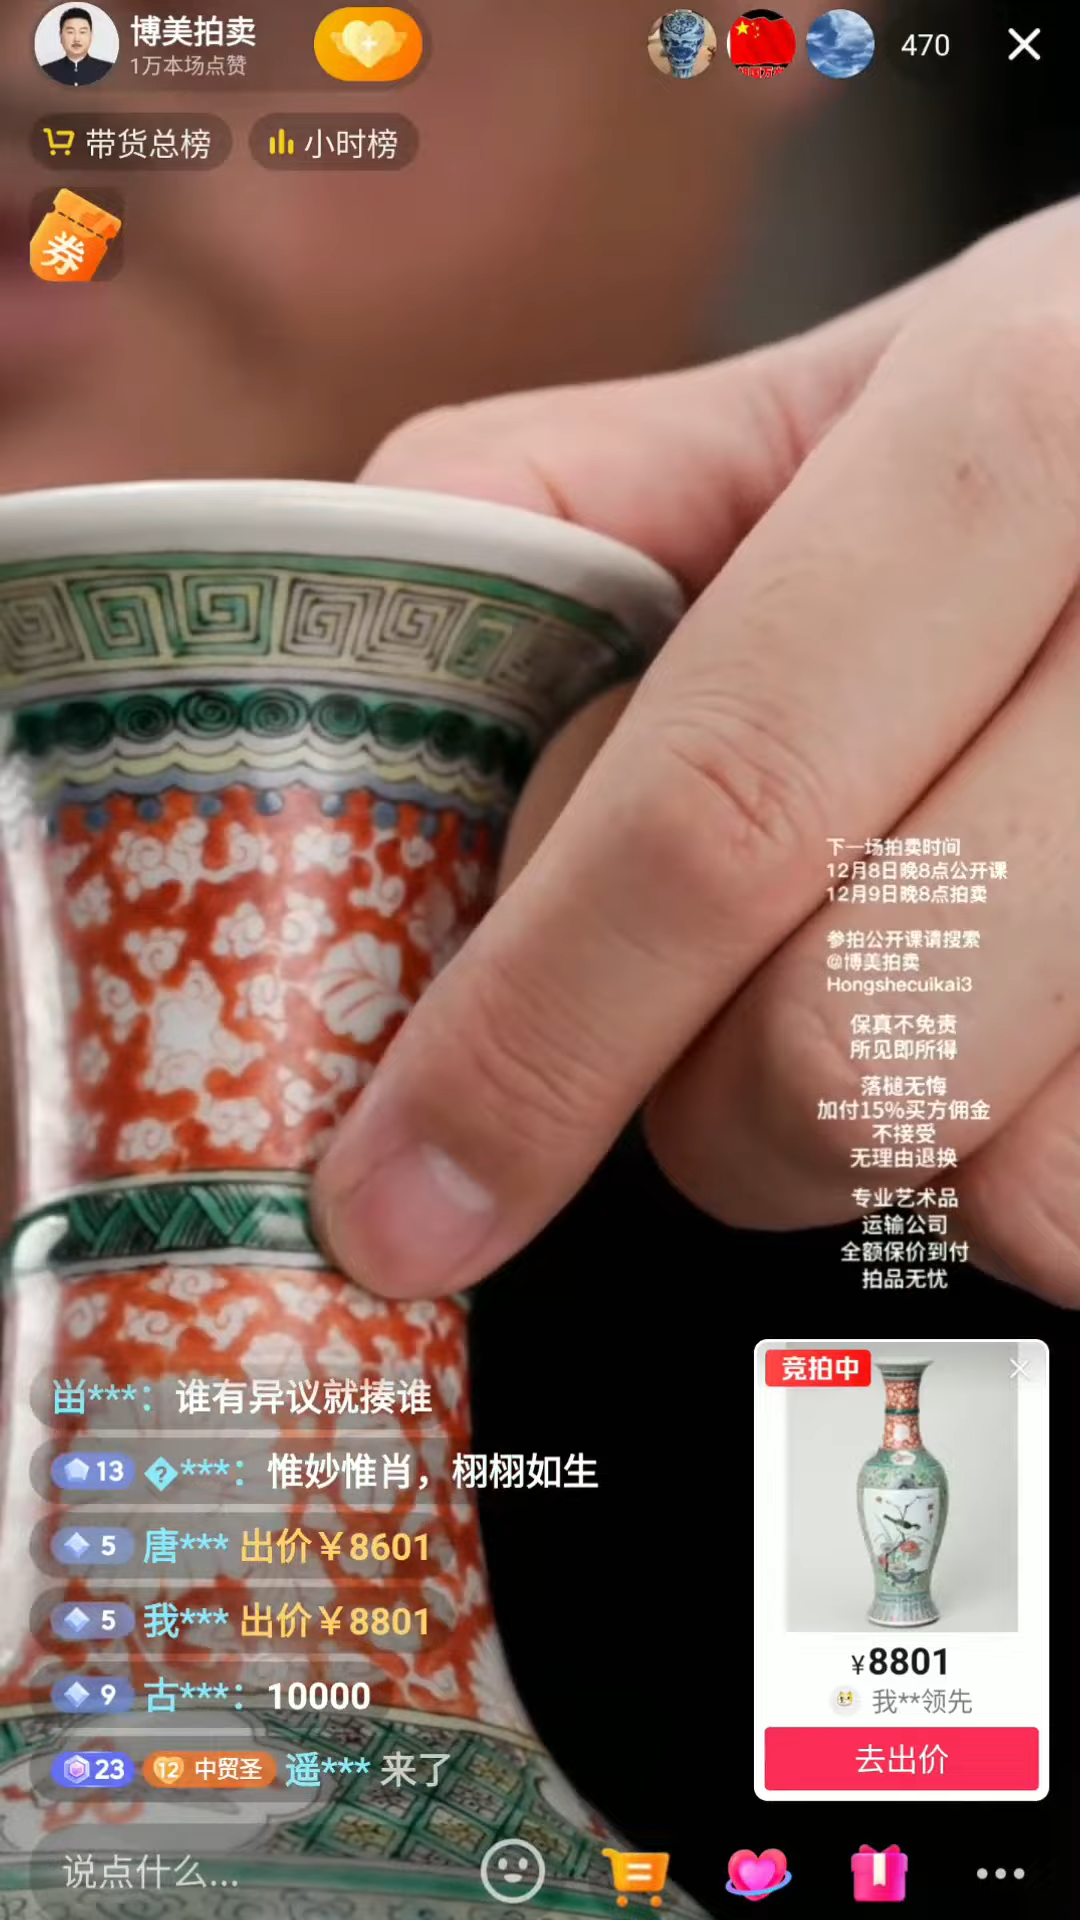 博美拍卖
1万本场点赞
470
带货总榜
小时榜
券
下一场拍卖时间
12月8日晚8点公开课
12月9日晚8点拍卖
参拍公开课请搜索
@博美拍卖
Hongshecuikai3
保真不免责
所见即所得
落槌无悔
加付15%买方佣金
不接受
无理由退换
专业艺术品
运输公司
全额保价到付
拍品无忧
竞拍中
¥8801
我**领先
去出价
***：谁有异议就揍谁
13 ***：惟妙惟肖，栩栩如生
5 唐*** 出价¥8601
5 我*** 出价¥8801
9 古***：10000
23 12 中贸圣 遥*** 来了
说点什么...